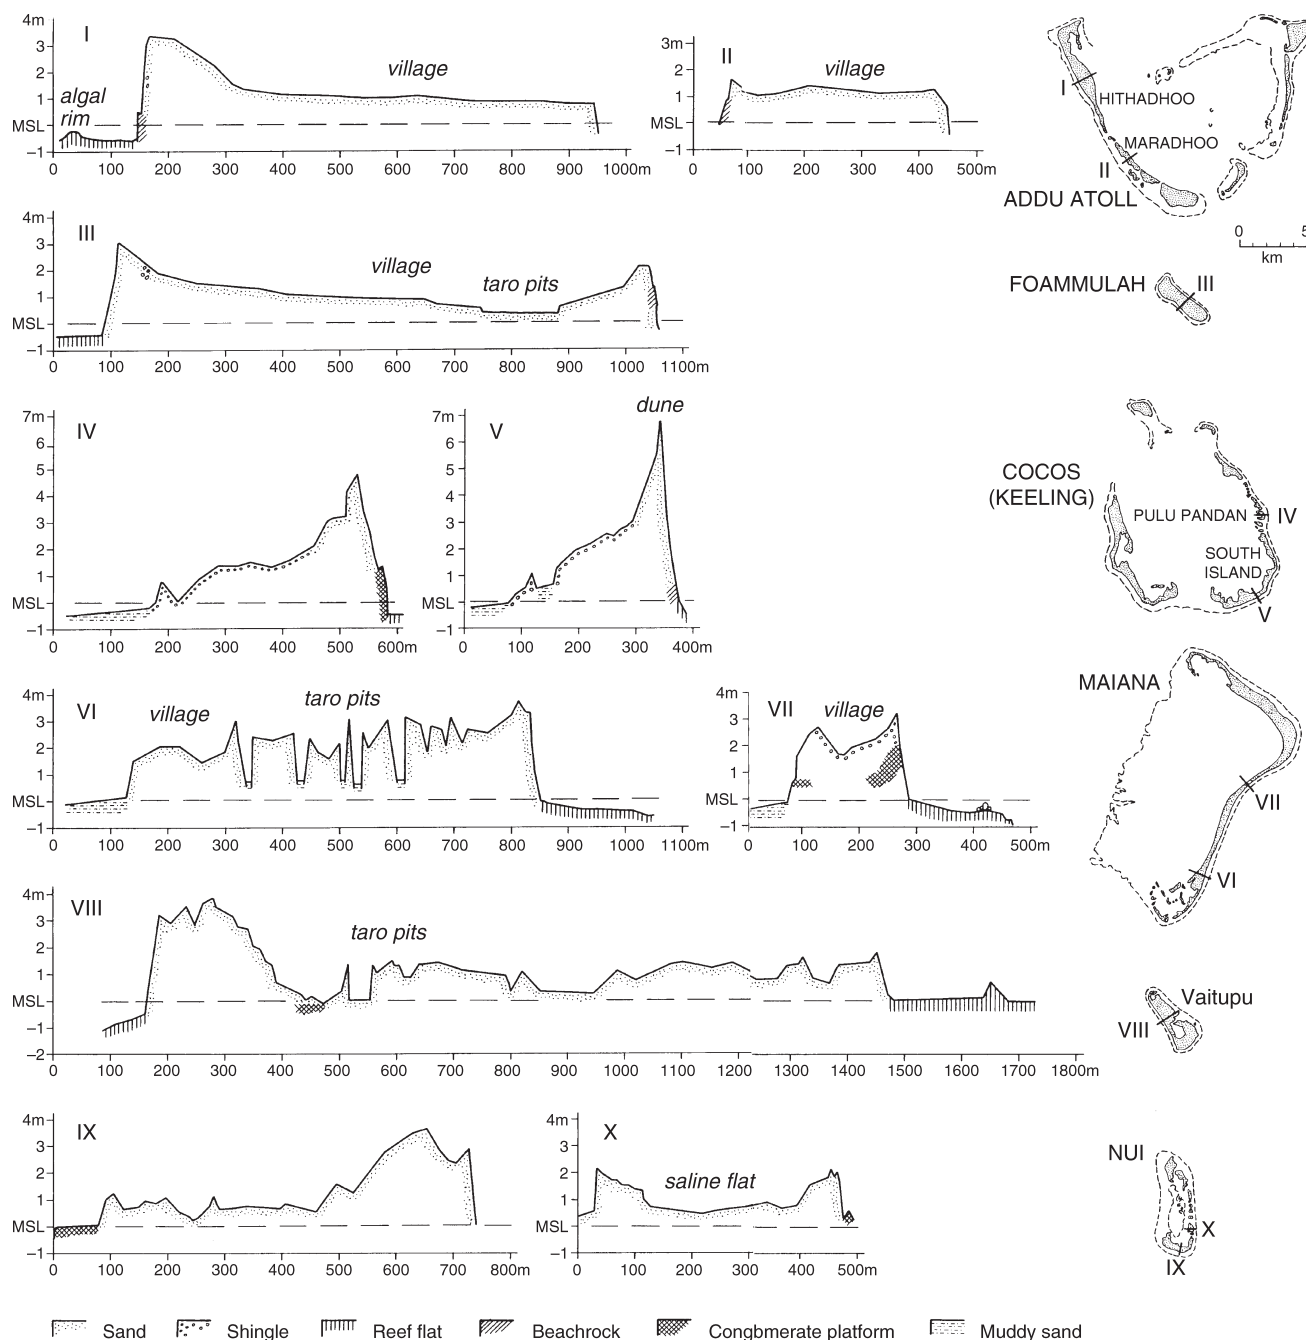 4m
3
2
1
MSL
–1
I
algal
rim
village
0 100 200 300 400 500 600 700 800 900 1000m
3m
2
1
MSL
–1
II
village
0 100 200 300 400 500m
I
HITHADHOO
MARADHOO
II
ADDU ATOLL
0 5
km
4m
3
2
1
MSL
–1
III
village
taro pits
0 100 200 300 400 500 600 700 800 900 1000 1100m
FOAMMULAH
III
7m
6
5
4
3
2
1
MSL
–1
IV
0 100 200 300 400 500 600m
7m
6
5
4
3
2
1
MSL
–1
V
dune
0 100 200 300 400m
COCOS
(KEELING)
PULU PANDAN
IV
SOUTH
ISLAND
V
4m
3
2
1
MSL
–1
VI
village
taro pits
0 100 200 300 400 500 600 700 800 900 1000 1100m
4m
3
2
1
MSL
–1
VII
village
0 100 200 300 400 500m
MAIANA
VII
VI
4
3
2
1
MSL
–1
–2
VIII
taro pits
0 100 200 300 400 500 600 700 800 900 1000 1100 1200 1300 1400 1500 1600 1700 1800m
Vaitupu
VIII
4m
3
2
1
MSL
–1
IX
0 100 200 300 400 500 600 700 800m
4m
3
2
1
MSL
–1
X
saline flat
0 100 200 300 400 500m
NUI
X
IX
Sand Shingle Reef flat Beachrock Congbmerate platform Muddy sand